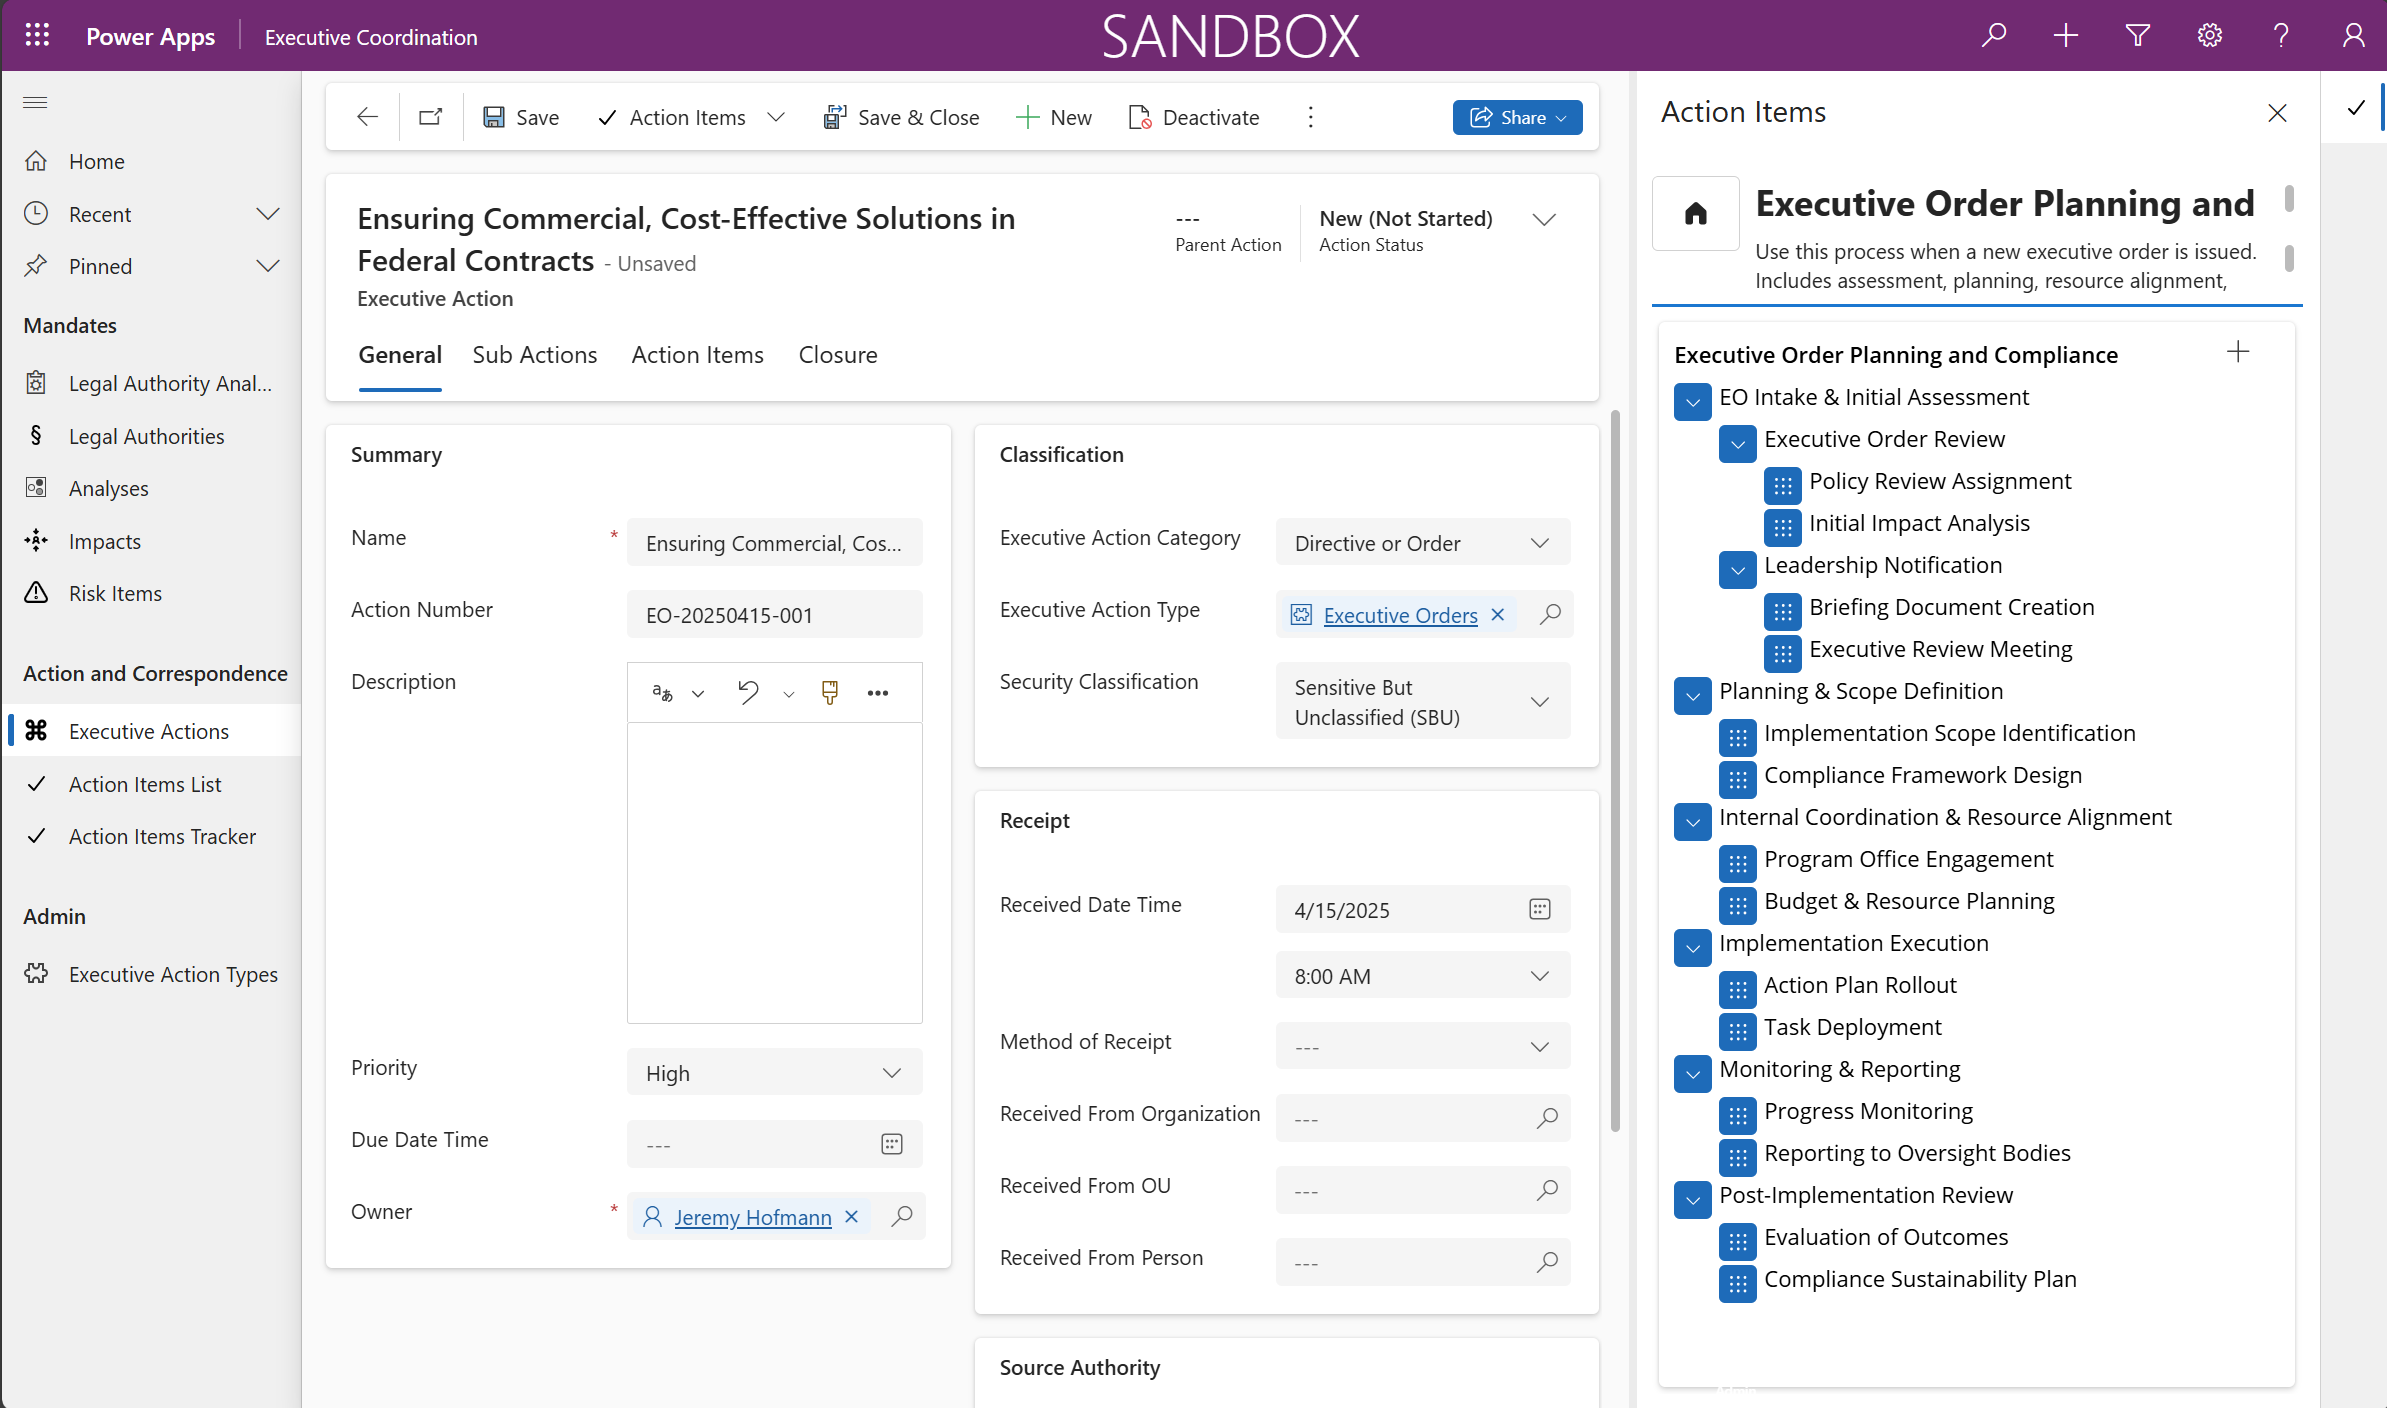 Power Apps
Executive Coordination
SANDBOX
Home
Recent
Pinned
Mandates
Legal Authority Anal...
§ Legal Authorities
Analyses
Impacts
Risk Items
Action and Correspondence
Executive Actions
Action Items List
Action Items Tracker
Admin
Executive Action Types
Save
Action Items
Save & Close
New
Deactivate
Share
Ensuring Commercial, Cost-Effective Solutions in
Federal Contracts - Unsaved
Executive Action
---
Parent Action
New (Not Started)
Action Status
General
Sub Actions
Action Items
Closure
Summary
Name *
Ensuring Commercial, Cos...
Action Number
EO-20250415-001
Description
Priority
High
Due Date Time
---
Owner *
Jeremy Hofmann
Classification
Executive Action Category
Directive or Order
Executive Action Type
Executive Orders
Security Classification
Sensitive But
Unclassified (SBU)
Receipt
Received Date Time
4/15/2025
8:00 AM
Method of Receipt
---
Received From Organization
---
Received From OU
---
Received From Person
---
Source Authority
Action Items
Executive Order Planning and
Use this process when a new executive order is issued.
Includes assessment, planning, resource alignment,
Executive Order Planning and Compliance
EO Intake & Initial Assessment
Executive Order Review
Policy Review Assignment
Initial Impact Analysis
Leadership Notification
Briefing Document Creation
Executive Review Meeting
Planning & Scope Definition
Implementation Scope Identification
Compliance Framework Design
Internal Coordination & Resource Alignment
Program Office Engagement
Budget & Resource Planning
Implementation Execution
Action Plan Rollout
Task Deployment
Monitoring & Reporting
Progress Monitoring
Reporting to Oversight Bodies
Post-Implementation Review
Evaluation of Outcomes
Compliance Sustainability Plan